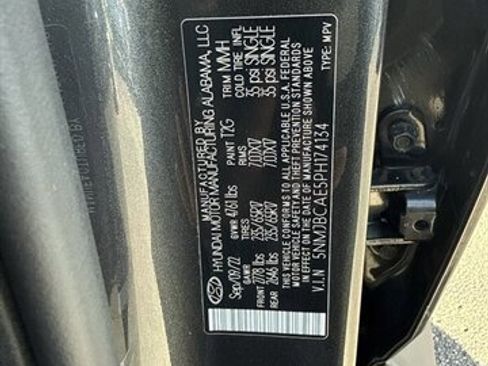 MANUFACTURED BY
HYUNDAI MOTOR MANUFACTURING ALABAMA, LLC
Sep/09/22 PAINT T2G TRIM MMH
GVWR 4761 lbs
GAWR TIRES RIMS COLD TIRE INFL
FRONT 2778 lbs 235/65R17 7.0JX17 35 psi SINGLE
REAR 2646 lbs 235/65R17 7.0JX17 35 psi SINGLE
THIS VEHICLE CONFORMS TO ALL APPLICABLE U.S.A. FEDERAL
MOTOR VEHICLE SAFETY AND THEFT PREVENTION STANDARDS
IN EFFECT ON THE DATE OF MANUFACTURE SHOWN ABOVE
V.I.N 5NMJBCAE5PH174134 TYPE: MPV